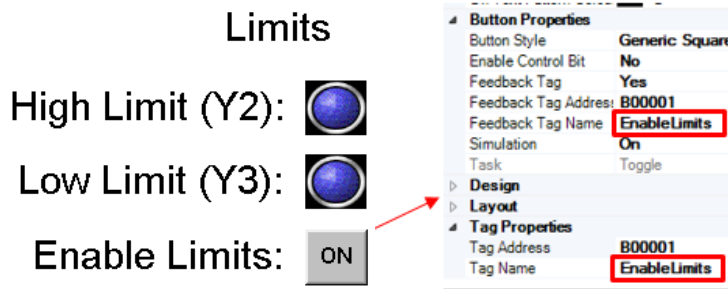 Limits
High Limit (Y2):
Low Limit (Y3):
Enable Limits: ON
Button Properties
Button Style Generic Square
Enable Control Bit No
Feedback Tag Yes
Feedback Tag Address B00001
Feedback Tag Name EnableLimits
Simulation On
Task Toggle
Design
Layout
Tag Properties
Tag Address B00001
Tag Name EnableLimits